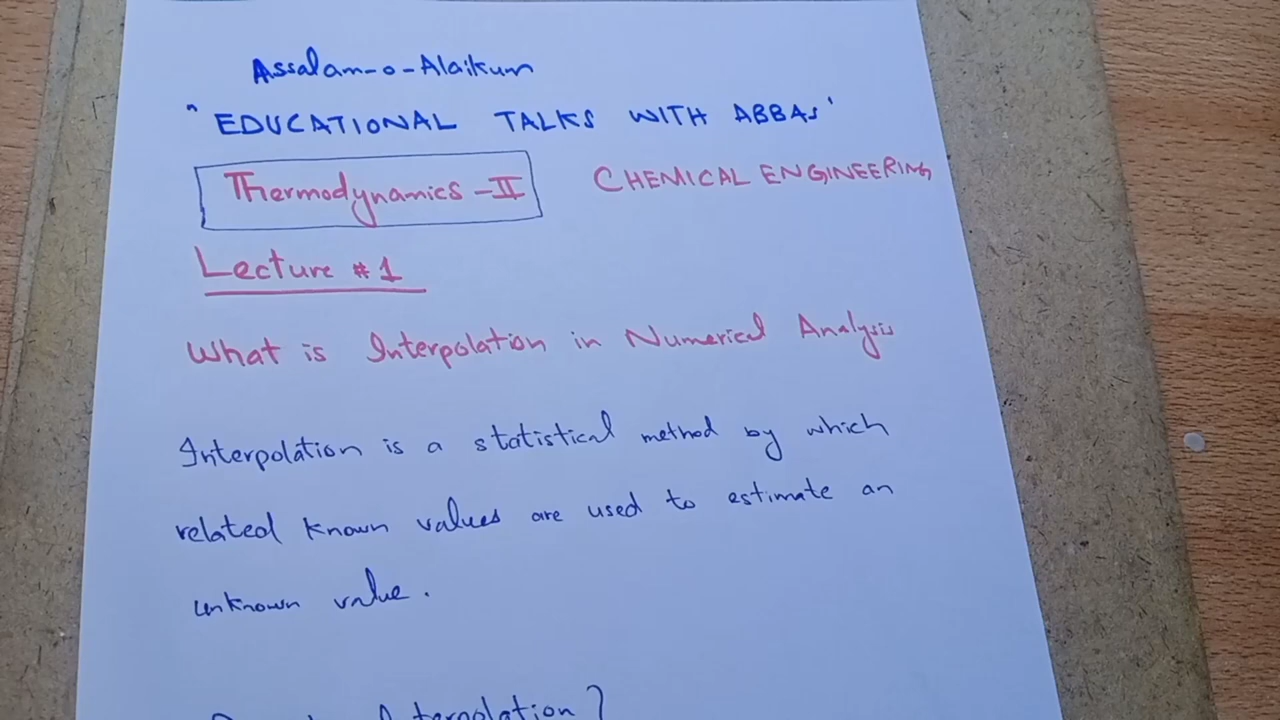 Assalam-o-Alaikum
" EDUCATIONAL TALKS WITH ABBAS '
Thermodynamics -II CHEMICAL ENGINEERING
Lecture #1
What is Interpolation in Numerical Analysis
Interpolation is a statistical method by which
related known values are used to estimate an
unknown value.
Interpolation?